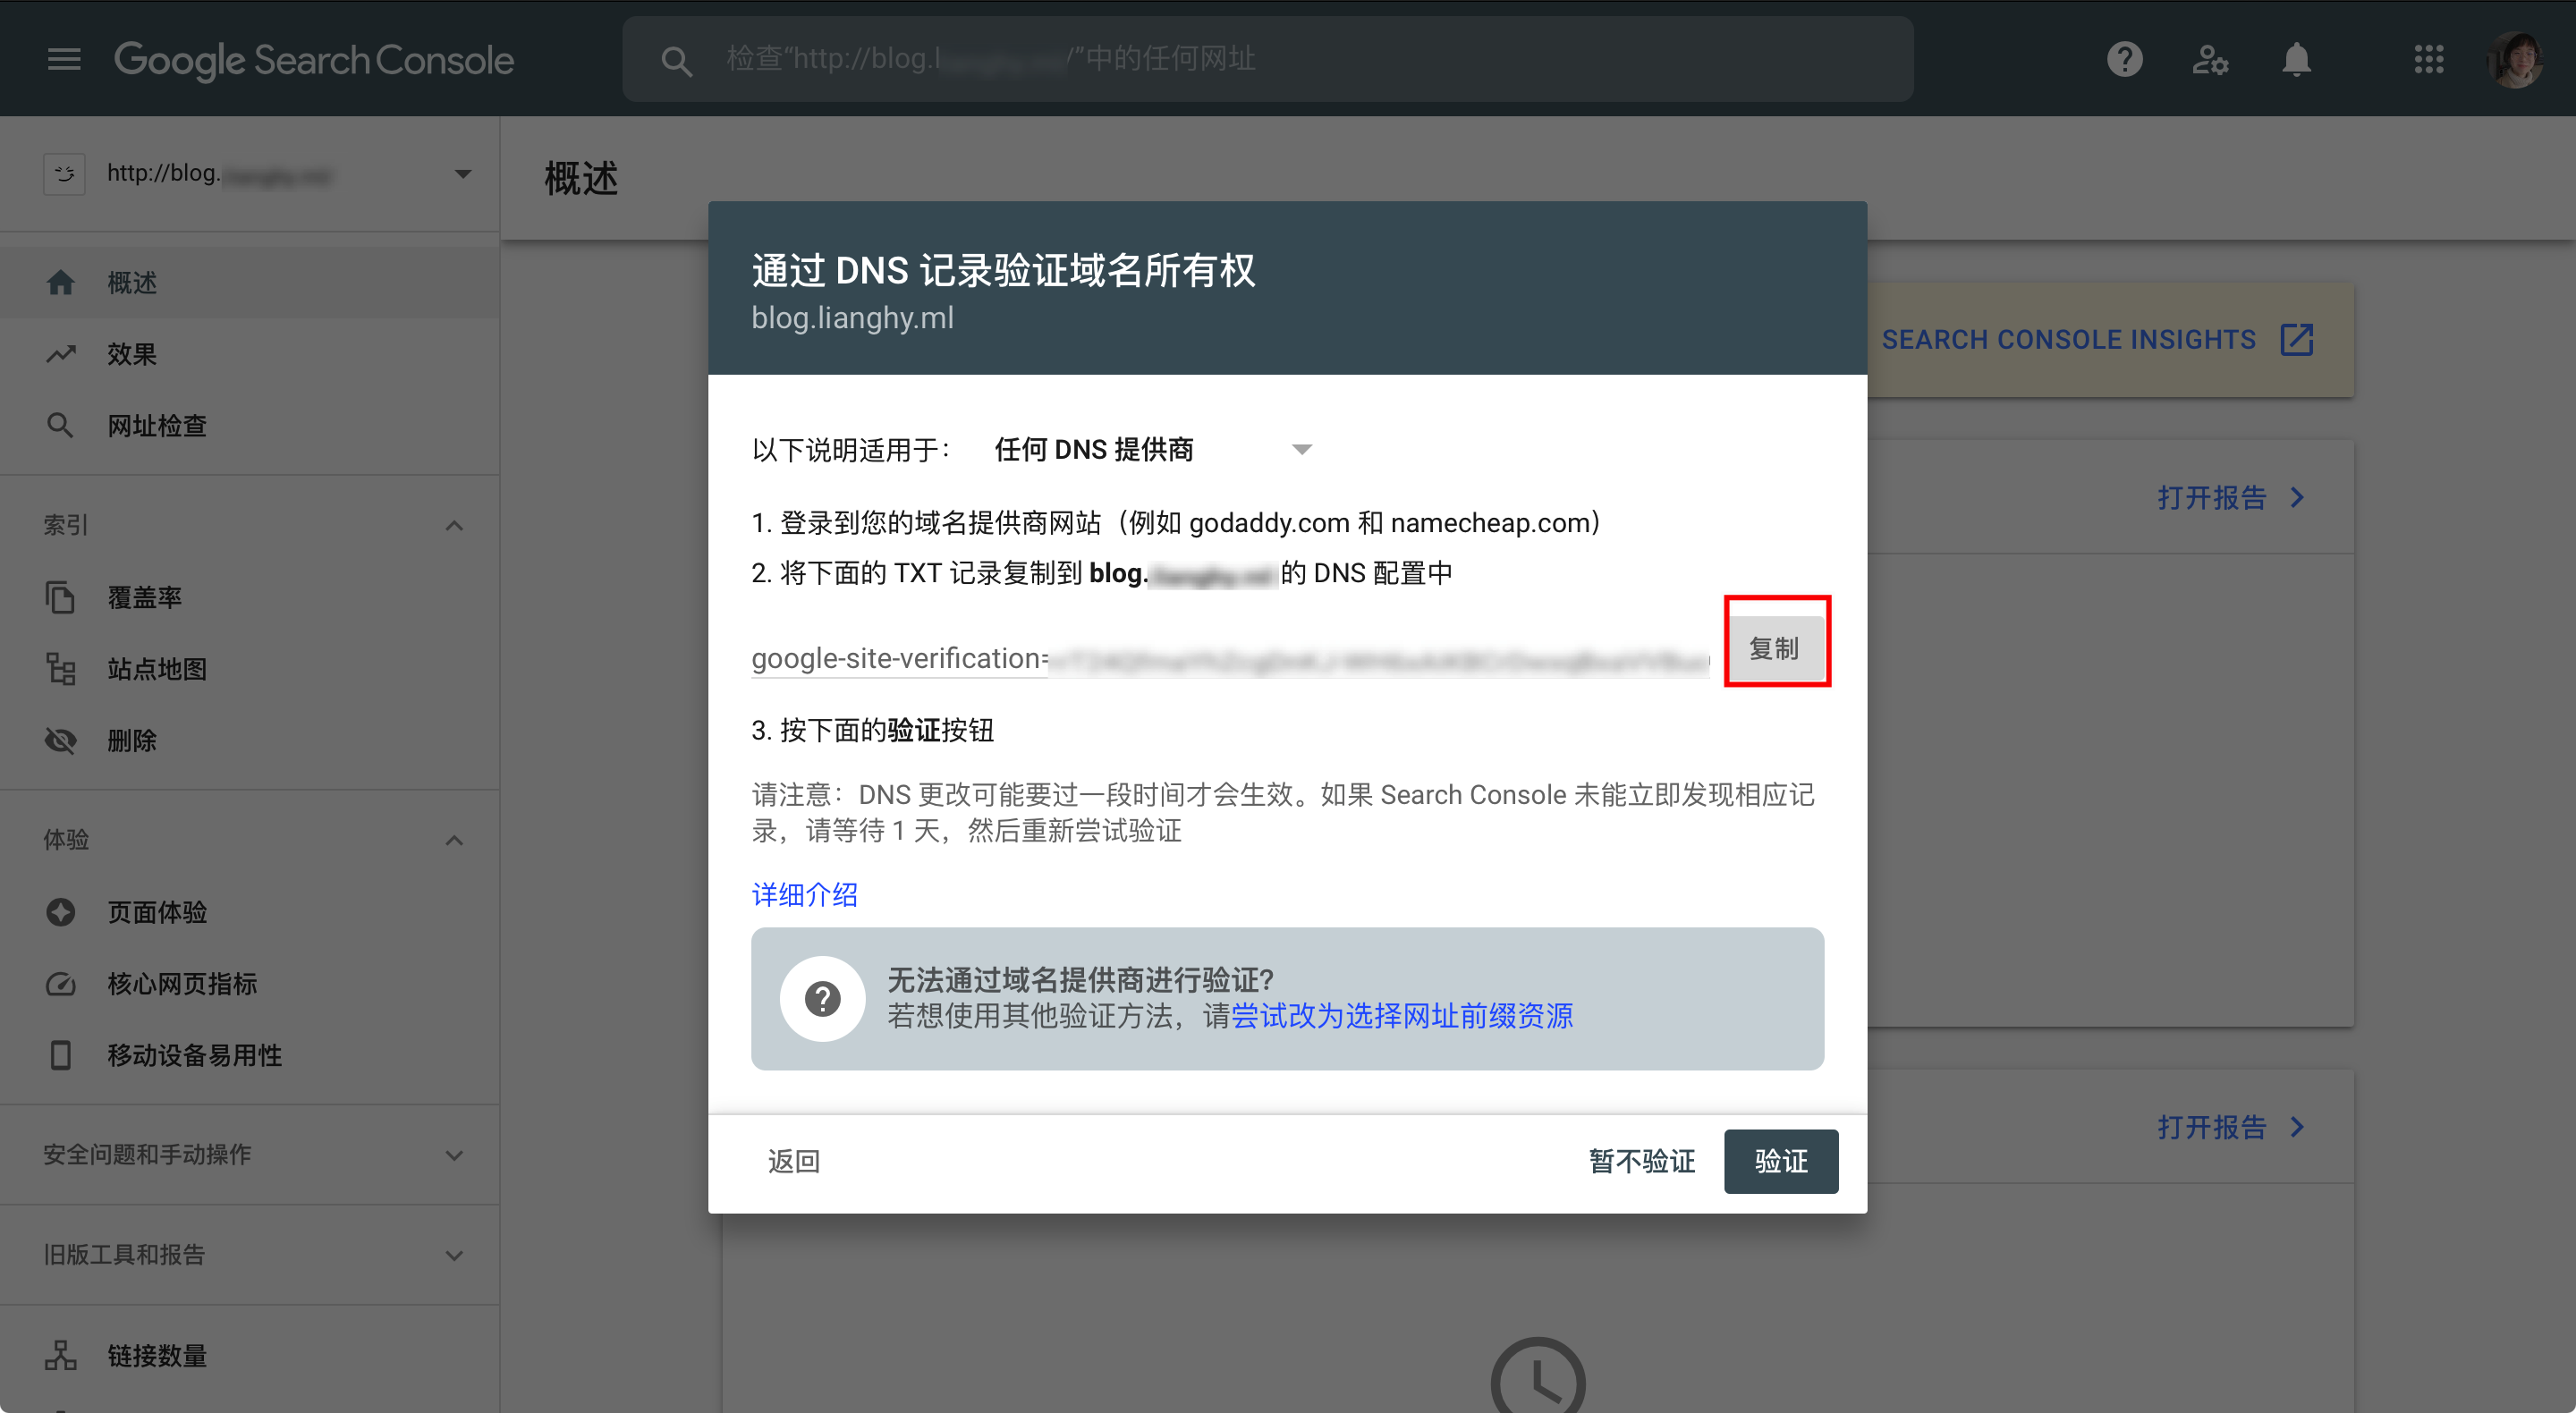 Google Search Console
检查“http://blog.l /”中的任何网址
http://blog.
概述
效果
网址检查
索引
覆盖率
站点地图
删除
体验
页面体验
核心网页指标
移动设备易用性
安全问题和手动操作
旧版工具和报告
链接数量
概述
SEARCH CONSOLE INSIGHTS
打开报告
打开报告
通过 DNS 记录验证域名所有权
blog.lianghy.ml
以下说明适用于: 任何 DNS 提供商
1. 登录到您的域名提供商网站（例如 godaddy.com 和 namecheap.com）
2. 将下面的 TXT 记录复制到 blog. 的 DNS 配置中
google-site-verification=
复制
3. 按下面的验证按钮
请注意：DNS 更改可能要过一段时间才会生效。如果 Search Console 未能立即发现相应记
录，请等待 1 天，然后重新尝试验证
详细介绍
无法通过域名提供商进行验证?
若想使用其他验证方法，请尝试改为选择网址前缀资源
返回
暂不验证
验证